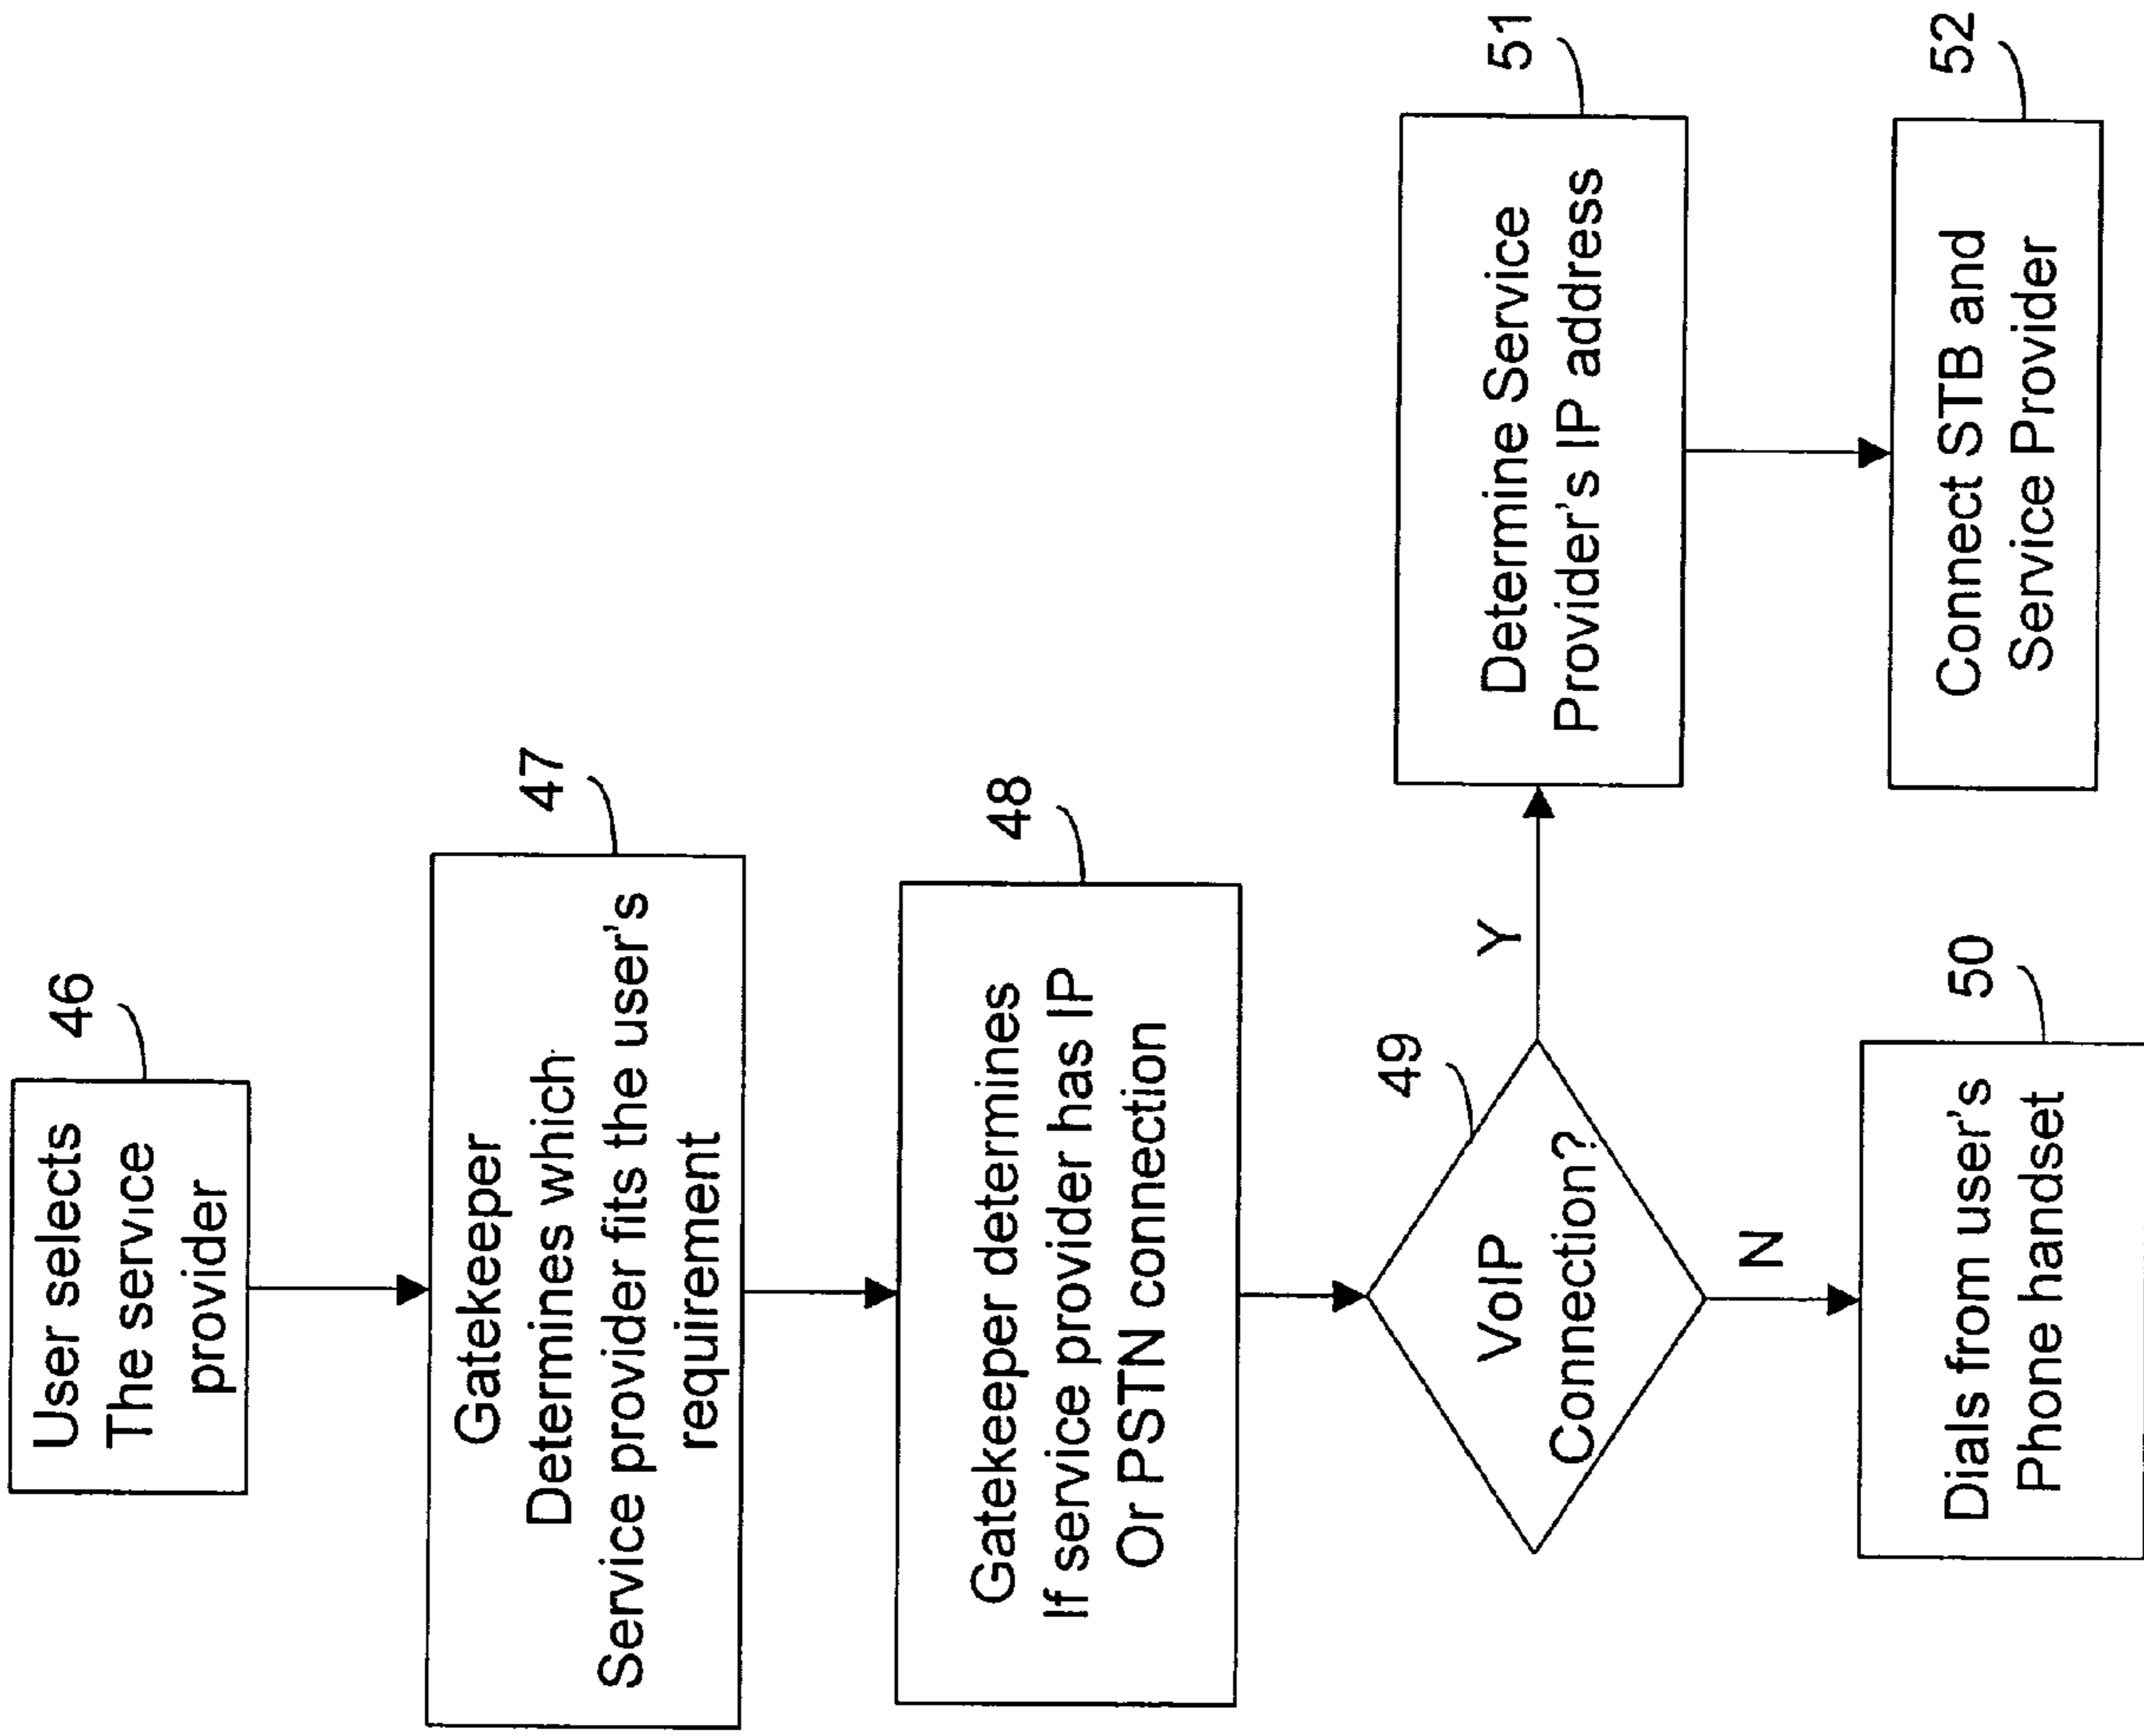 46
User selects
The service
provider
47
Gatekeeper
Determines which
Service provider fits the user's
requirement
48
Gatekeeper determines
If service provider has IP
Or PSTN connection
49
VoIP
Connection?
Y
N
50
Dials from user's
Phone handset
51
Determine Service
Provider's IP address
52
Connect STB and
Service Provider